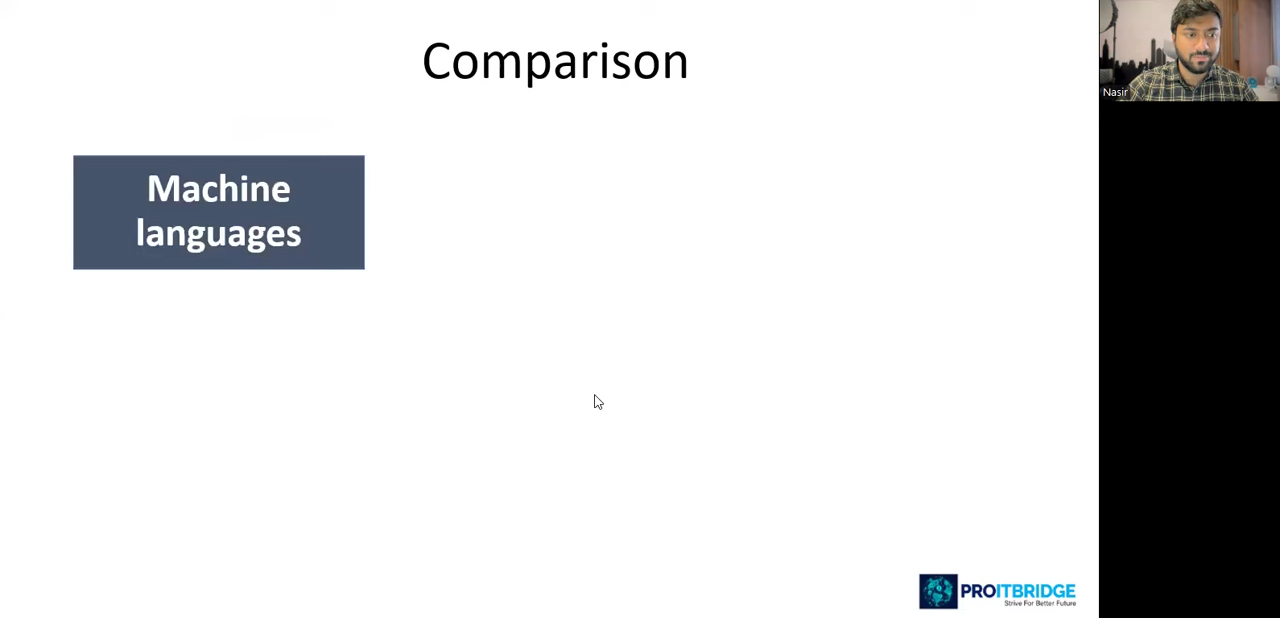 Comparison
Nasir
Machine
languages
PROITBRIDGE
Strive For Better Future